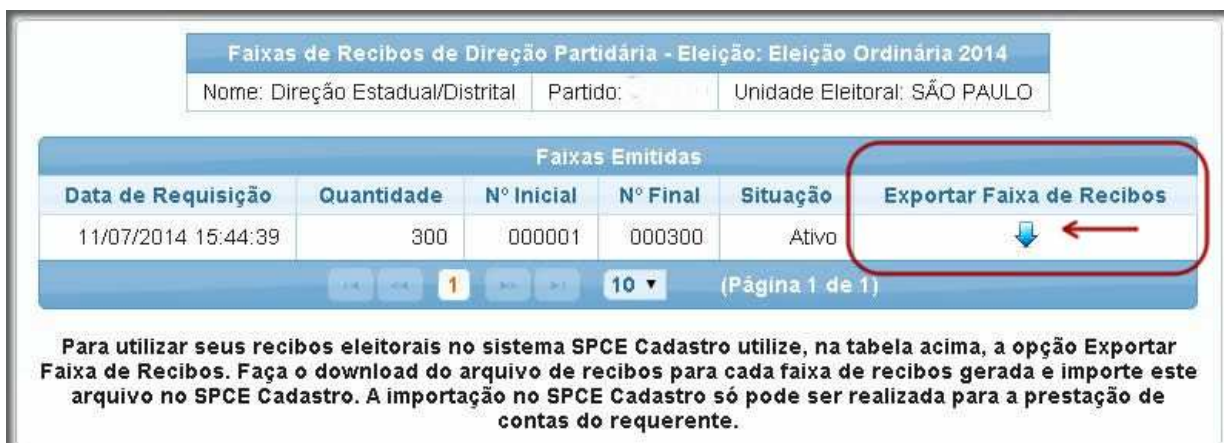 Faixas de Recibos de Direção Partidária - Eleição: Eleição Ordinária 2014
Nome: Direção Estadual/Distrital Partido: Unidade Eleitoral: SÃO PAULO
Faixas Emitidas
Data de Requisição Quantidade Nº Inicial Nº Final Situação Exportar Faixa de Recibos
11/07/2014 15:44:39 300 000001 000300 Ativo
1 10 (Página 1 de 1)
Para utilizar seus recibos eleitorais no sistema SPCE Cadastro utilize, na tabela acima, a opção Exportar
Faixa de Recibos. Faça o download do arquivo de recibos para cada faixa de recibos gerada e importe este
arquivo no SPCE Cadastro. A importação no SPCE Cadastro só pode ser realizada para a prestação de
contas do requerente.